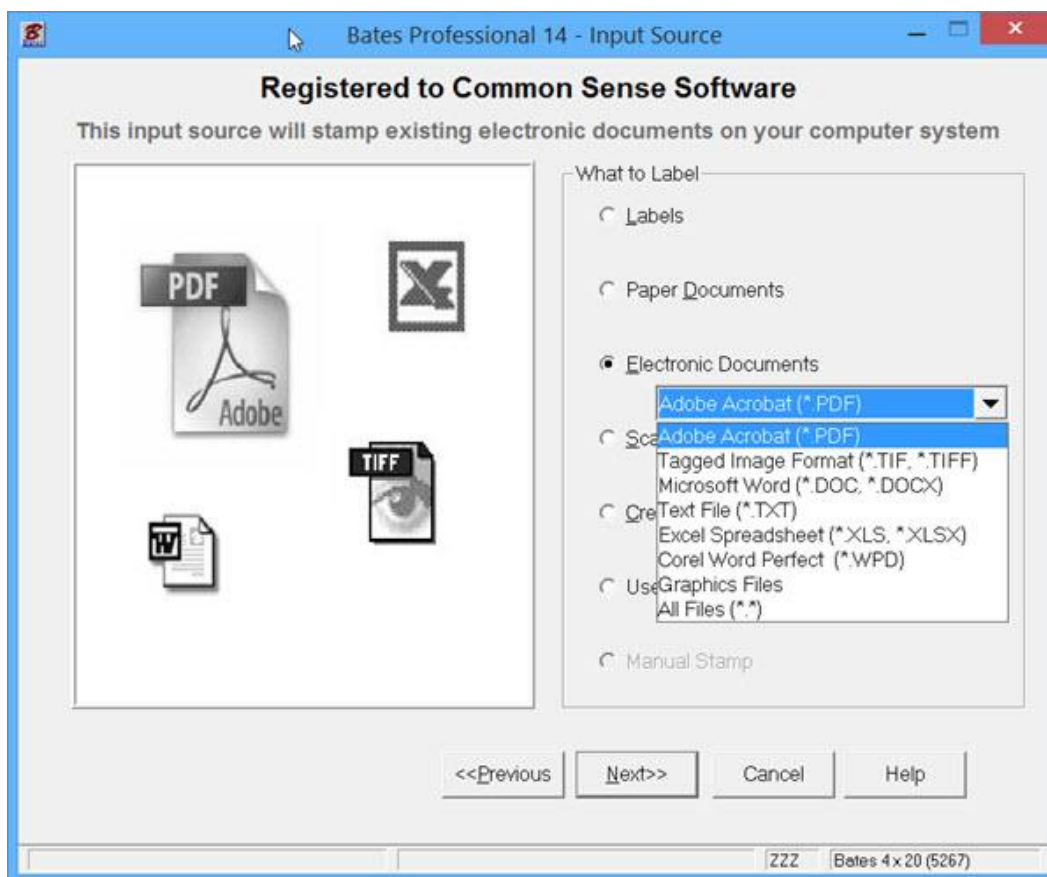 Bates Professional 14 - Input Source
Registered to Common Sense Software
This input source will stamp existing electronic documents on your computer system
What to Label
Labels
Paper Documents
Electronic Documents
Adobe Acrobat (*.PDF)
Adobe Acrobat (*.PDF)
Tagged Image Format (*.TIF, *.TIFF)
Microsoft Word (*.DOC, *.DOCX)
Text File (*.TXT)
Excel Spreadsheet (*.XLS, *.XLSX)
Corel Word Perfect (*.WPD)
Graphics Files
All Files (*.*)
Sca
Cre
Use
Manual Stamp
PDF
Adobe
TIFF
W
<<Previous
Next>>
Cancel
Help
ZZZ
Bates 4 x 20 (5267)